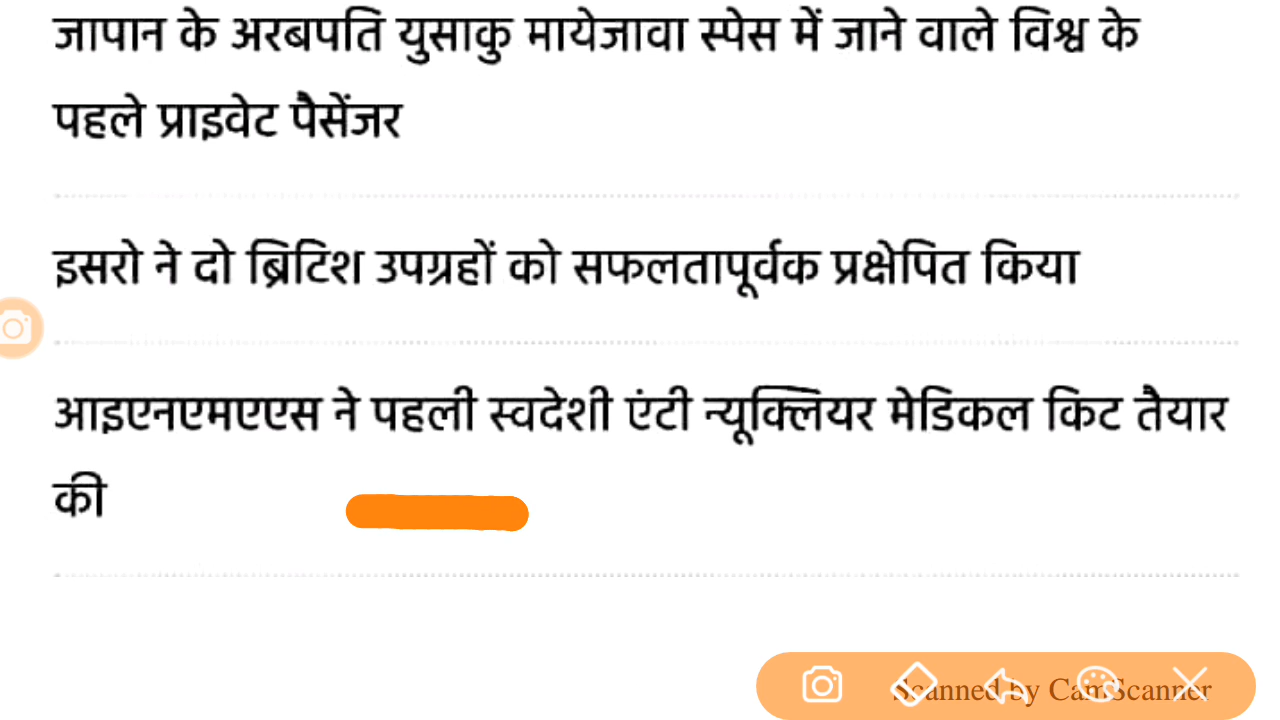 जापान के अरबपति युसाकु मायेजावा स्पेस में जाने वाले विश्व के
पहले प्राइवेट पैसेंजर
इसरो ने दो ब्रिटिश उपग्रहों को सफलतापूर्वक प्रक्षेपित किया
आइएनएमएएस ने पहली स्वदेशी एंटी न्यूक्लियर मेडिकल किट तैयार
की
Scanned by CamScanner